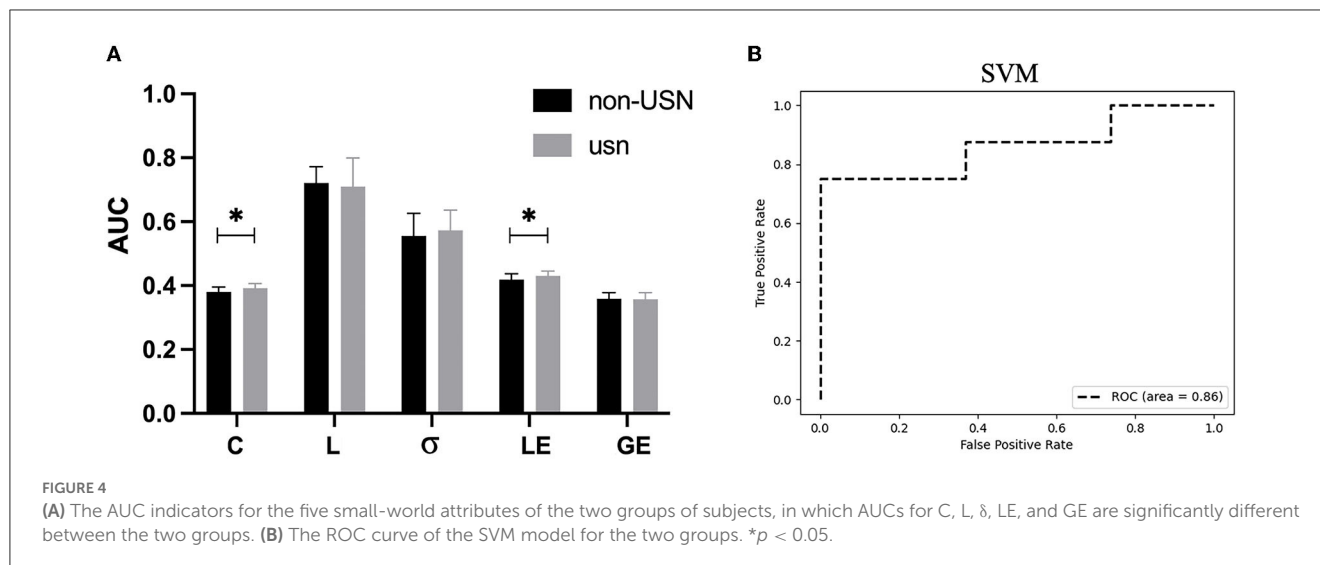 A
AUC
1.0
0.8
0.6
0.4
0.2
0.0
non-USN
usn
*
*
C L σ LE GE
B
SVM
True Positive Rate
1.0
0.8
0.6
0.4
0.2
0.0
ROC (area = 0.86)
0.0 0.2 0.4 0.6 0.8 1.0
False Positive Rate
FIGURE 4
(A) The AUC indicators for the five small-world attributes of the two groups of subjects, in which AUCs for C, L, δ, LE, and GE are significantly different
between the two groups. (B) The ROC curve of the SVM model for the two groups. *p < 0.05.